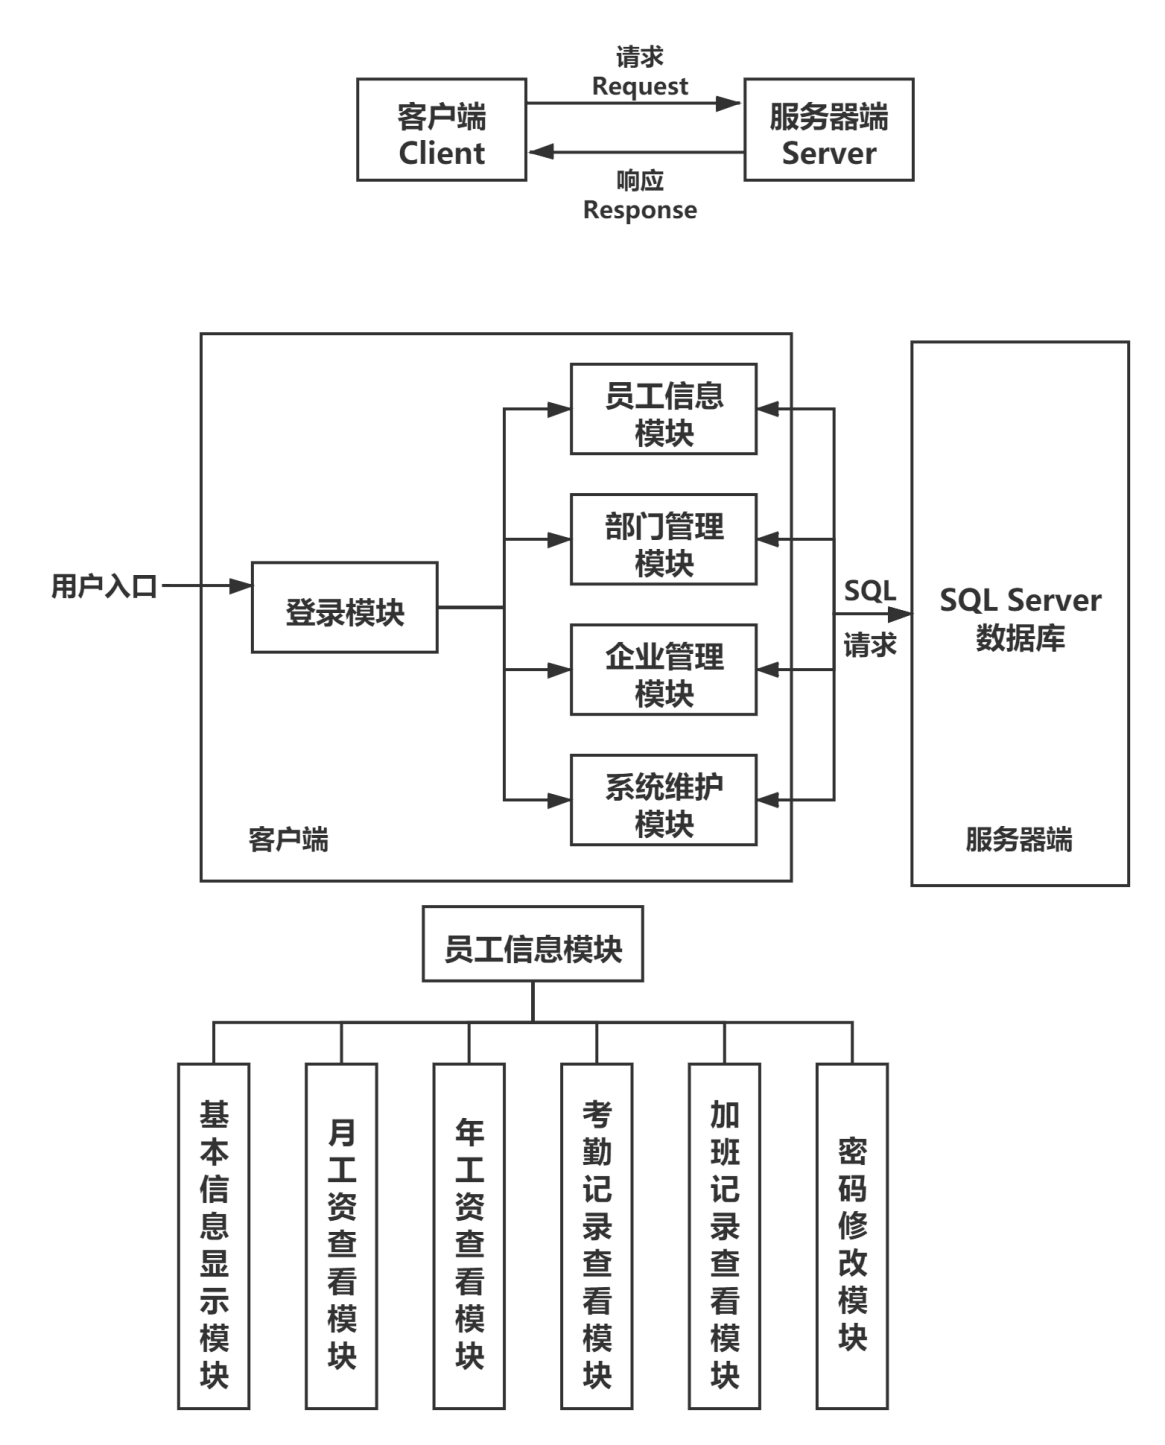 请求
Request
客户端
Client
服务器端
Server
响应
Response
员工信息
模块
部门管理
模块
用户入口
登录模块
SQL
请求
SQL Server
数据库
企业管理
模块
系统维护
模块
客户端
服务器端
员工信息模块
基本信息显示模块
月工资查看模块
年工资查看模块
考勤记录查看模块
加班记录查看模块
密码修改模块